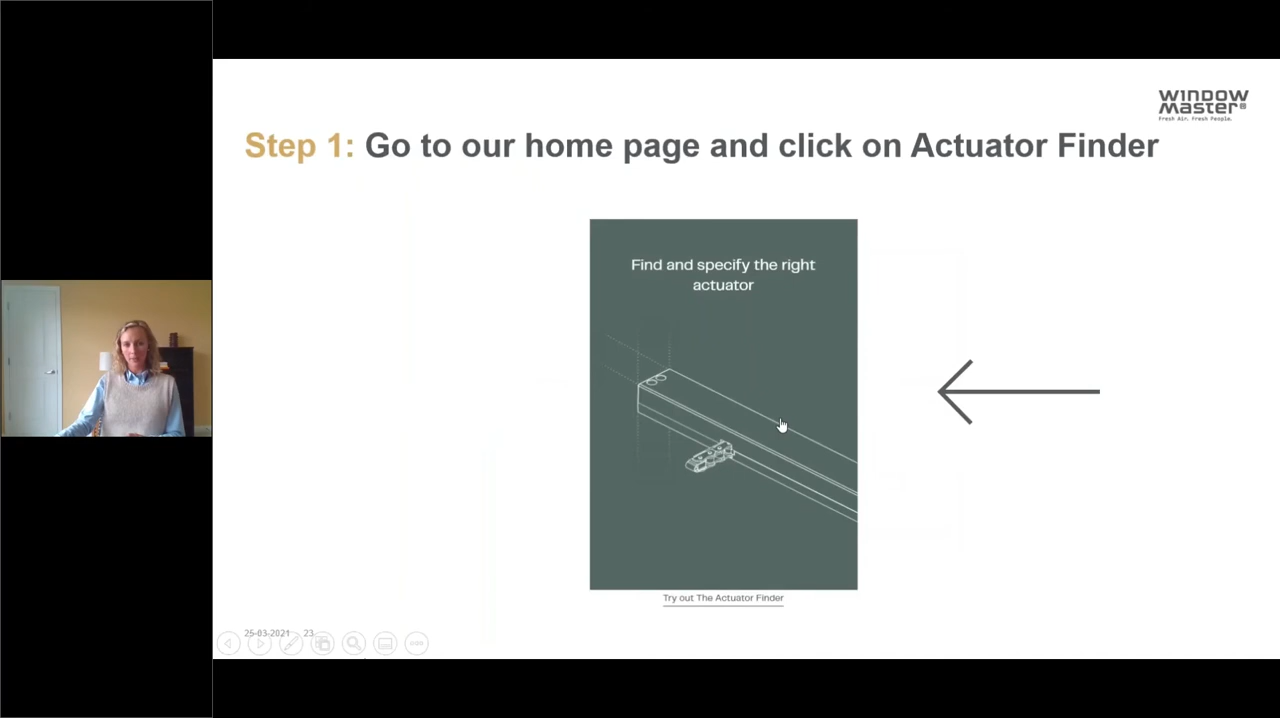 WINDOW
MASTER
Fresh Air. Fresh People.
Step 1: Go to our home page and click on Actuator Finder
Find and specify the right
actuator
Try out The Actuator Finder
25-03-2021 23